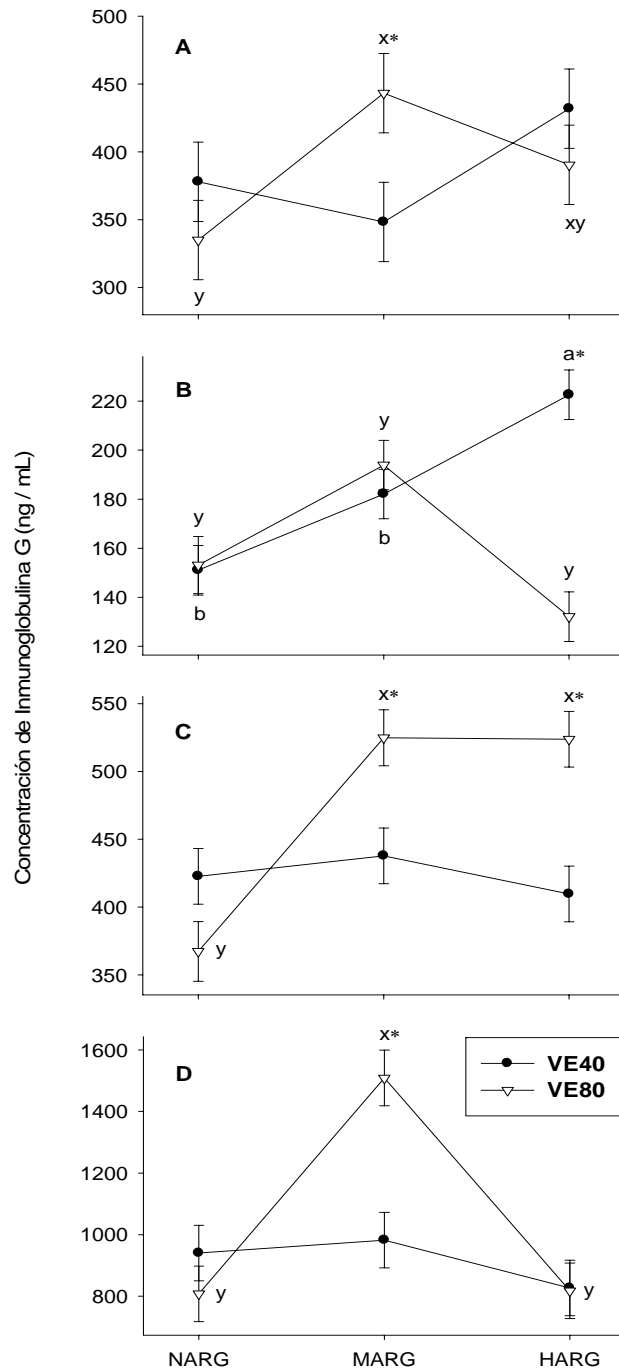 Concentración de Inmunoglobulina G (ng / mL)
500
A
x*
450
400
350
xy
300
y
a*
B
220
y
200
180
y
160
b
y
140
b
120
550
x*
x*
C
500
450
400
y
350
x*
1600
D
VE40
VE80
1400
1200
1000
y
y
800
NARG
MARG
HARG